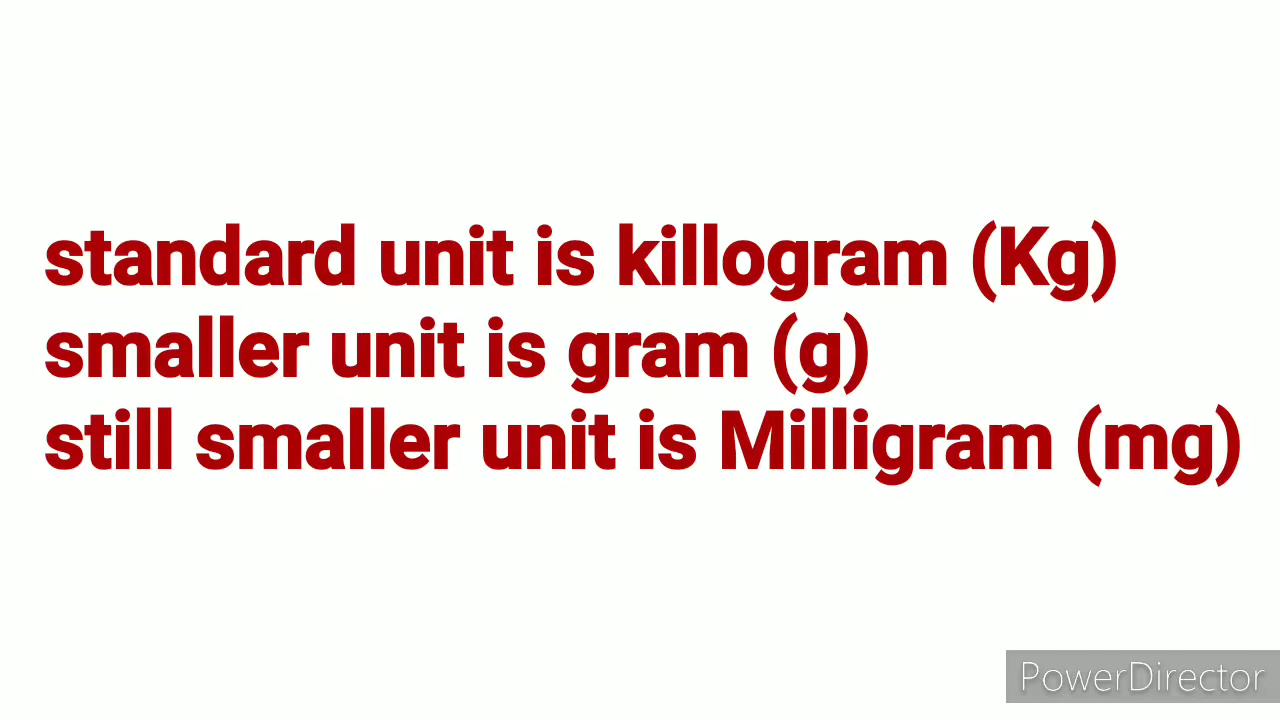 standard unit is killogram (Kg)
smaller unit is gram (g)
still smaller unit is Milligram (mg)
PowerDirector